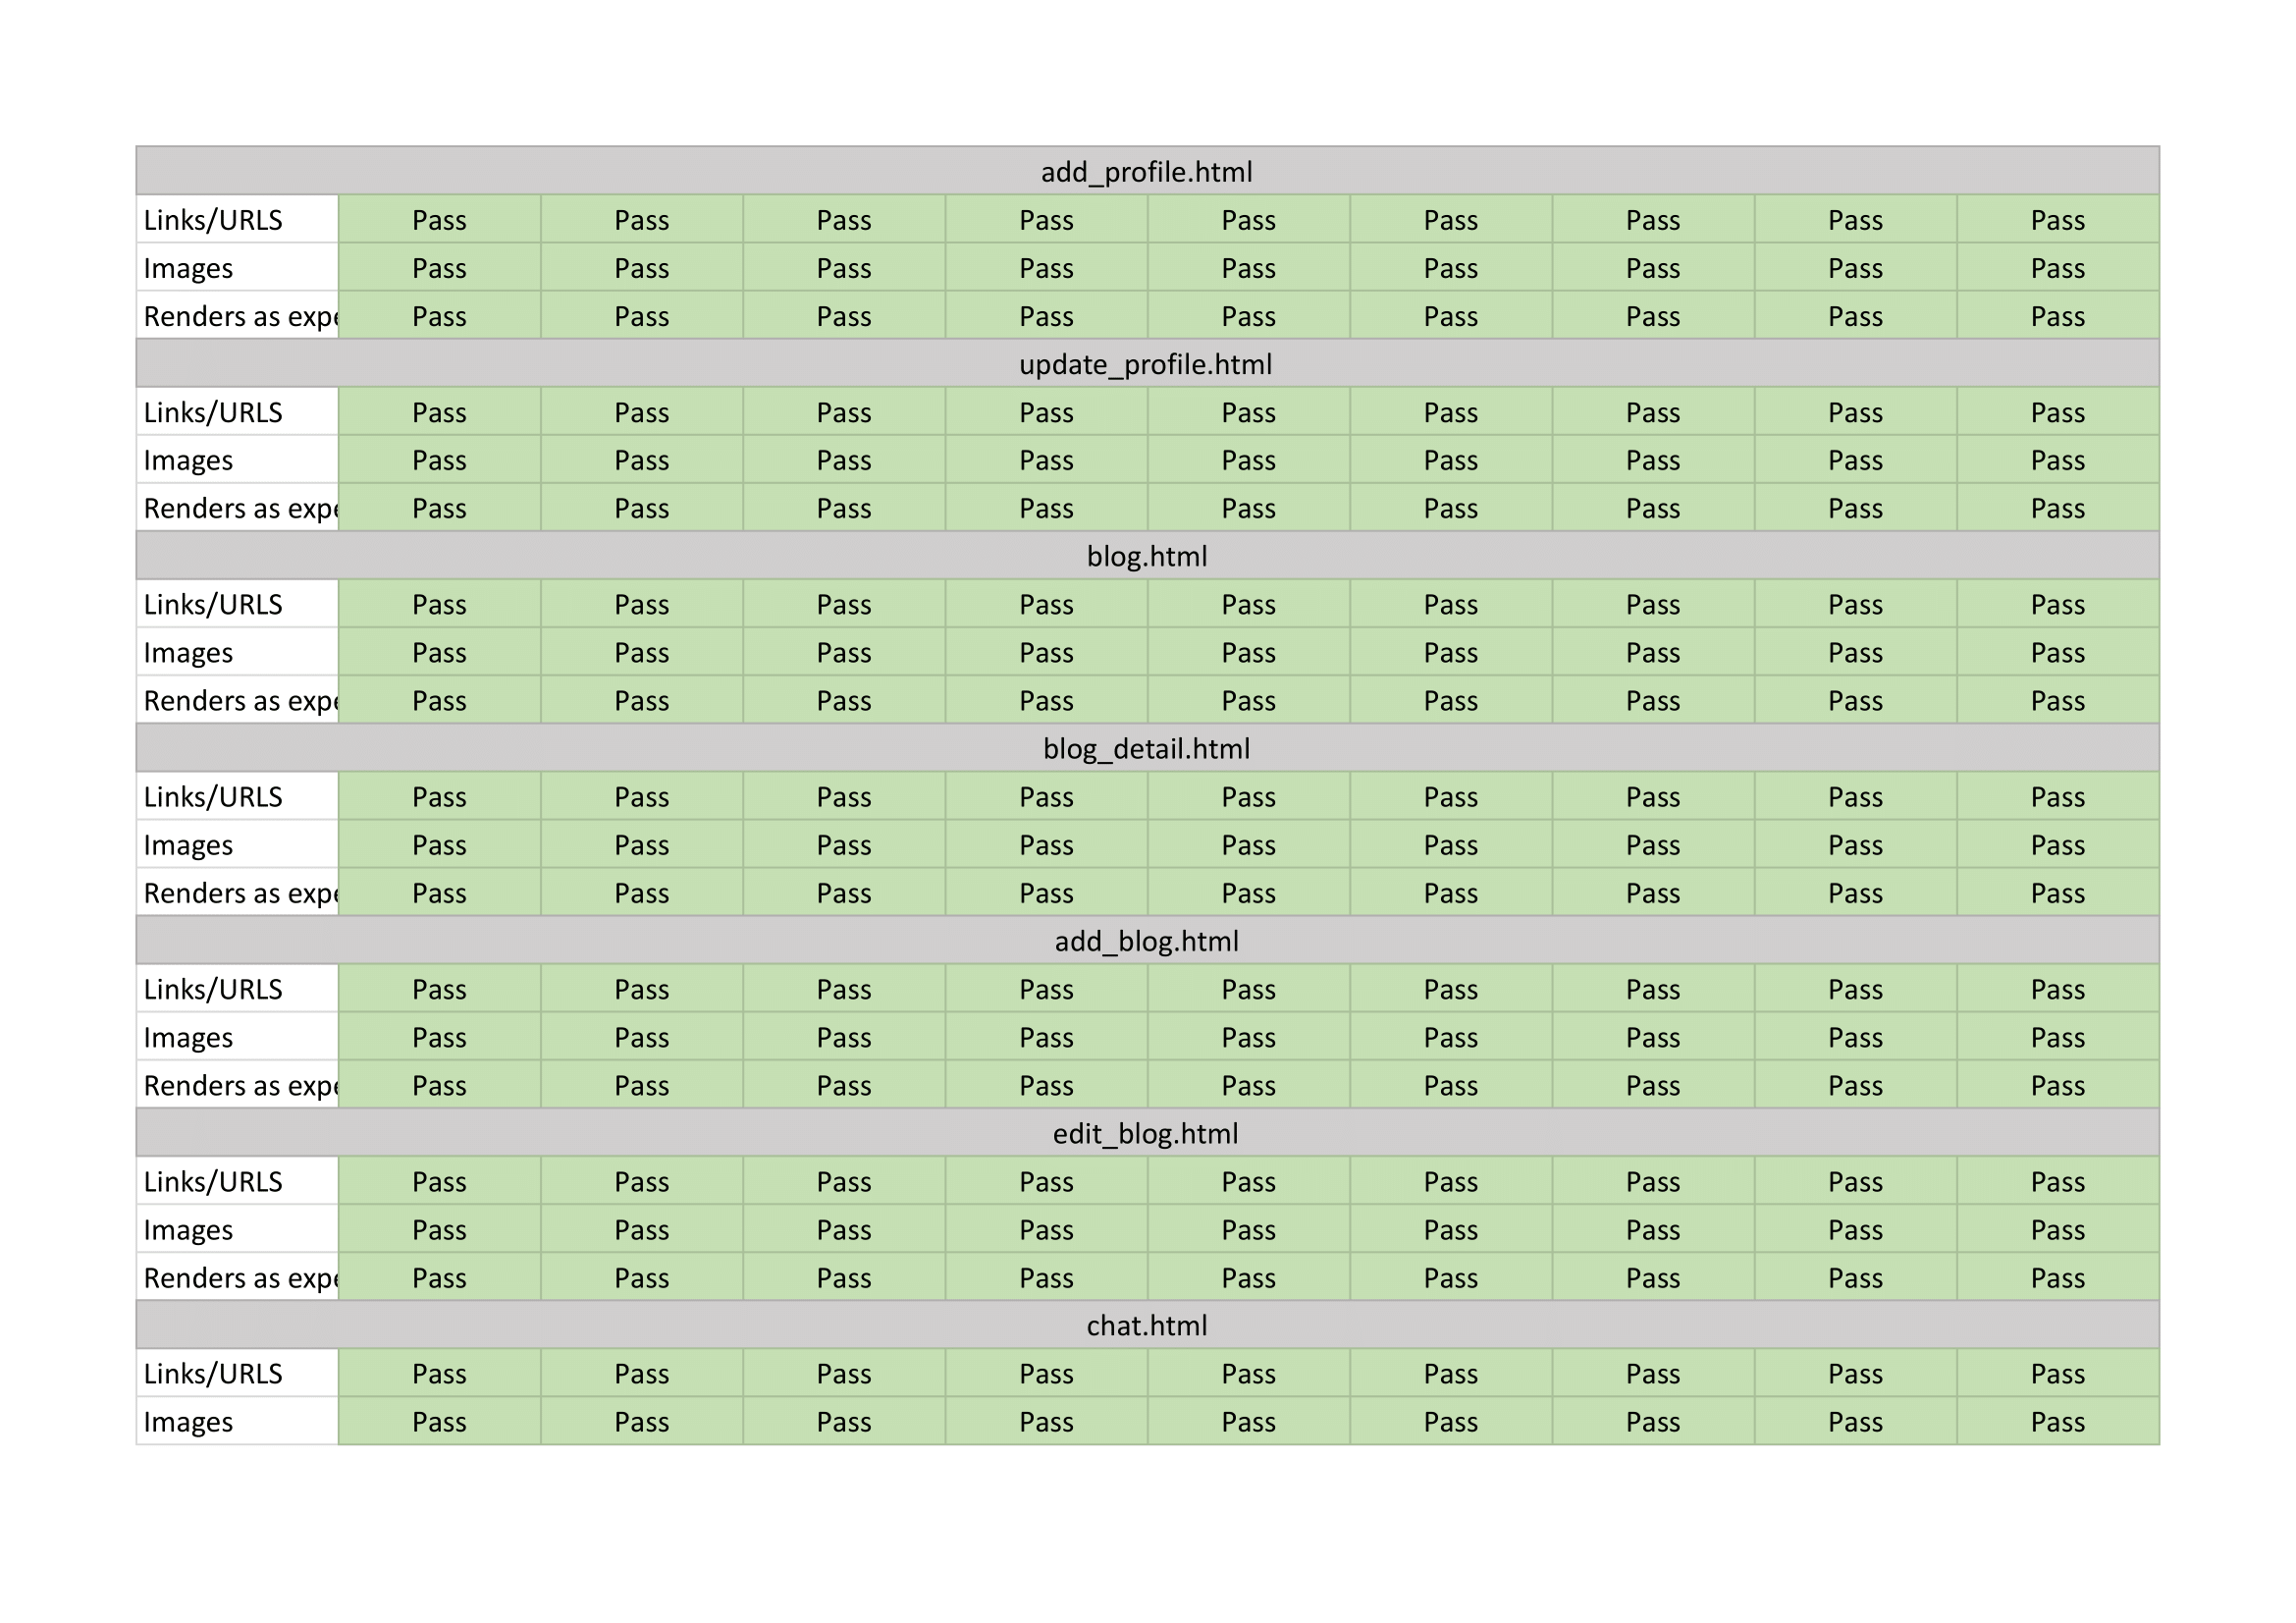 add_profile.html
Links/URLS Pass Pass Pass Pass Pass Pass Pass Pass Pass
Images Pass Pass Pass Pass Pass Pass Pass Pass Pass
Renders as expe Pass Pass Pass Pass Pass Pass Pass Pass Pass
update_profile.html
Links/URLS Pass Pass Pass Pass Pass Pass Pass Pass Pass
Images Pass Pass Pass Pass Pass Pass Pass Pass Pass
Renders as expe Pass Pass Pass Pass Pass Pass Pass Pass Pass
blog.html
Links/URLS Pass Pass Pass Pass Pass Pass Pass Pass Pass
Images Pass Pass Pass Pass Pass Pass Pass Pass Pass
Renders as expe Pass Pass Pass Pass Pass Pass Pass Pass Pass
blog_detail.html
Links/URLS Pass Pass Pass Pass Pass Pass Pass Pass Pass
Images Pass Pass Pass Pass Pass Pass Pass Pass Pass
Renders as expe Pass Pass Pass Pass Pass Pass Pass Pass Pass
add_blog.html
Links/URLS Pass Pass Pass Pass Pass Pass Pass Pass Pass
Images Pass Pass Pass Pass Pass Pass Pass Pass Pass
Renders as expe Pass Pass Pass Pass Pass Pass Pass Pass Pass
edit_blog.html
Links/URLS Pass Pass Pass Pass Pass Pass Pass Pass Pass
Images Pass Pass Pass Pass Pass Pass Pass Pass Pass
Renders as expe Pass Pass Pass Pass Pass Pass Pass Pass Pass
chat.html
Links/URLS Pass Pass Pass Pass Pass Pass Pass Pass Pass
Images Pass Pass Pass Pass Pass Pass Pass Pass Pass